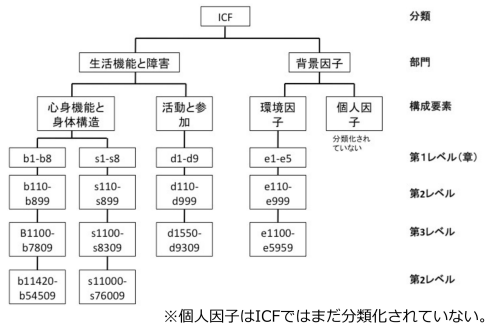 ICF
分類
生活機能と障害
背景因子
部門
心身機能と
身体構造
活動と参
加
環境因
子
個人因
子
構成要素
分類化され
ていない
b1-b8
s1-s8
d1-d9
e1-e5
第1レベル(章)
b110-
b899
s110-
s899
d110-
d999
e110-
e999
第2レベル
B1100-
b7809
s1100-
s8309
d1550-
d9309
e1100-
e5959
第3レベル
b11420-
b54509
s11000-
s76009
第2レベル
※個人因子はICFではまだ分類化されていない。